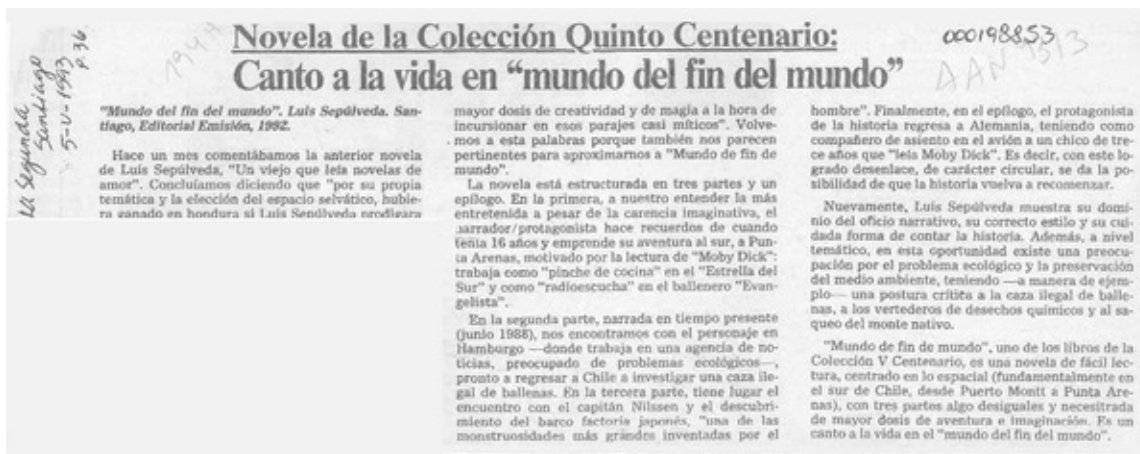 La Segunda
Santiago
5-V-1993
p. 36.
1994
Novela de la Colección Quinto Centenario:
000198853
Canto a la vida en “mundo del fin del mundo”
AAN 9313
"Mundo del fin del mundo". Luis Sepúlveda. San-
tiago, Editorial Emisión, 1992.
Hace un mes comentábamos la anterior novela
de Luis Sepúlveda, "Un viejo que leía novelas de
amor". Concluíamos diciendo que "por su propia
temática y la elección del espacio selvático, hubie-
ra ganado en hondura si Luis Sepúlveda prodigara
mayor dosis de creatividad y de magia a la hora de
incursionar en esos parajes casi míticos". Volve-
mos a esta palabras porque también nos parecen
pertinentes para aproximarnos a "Mundo de fin de
mundo".
La novela está estructurada en tres partes y un
epílogo. En la primera, a nuestro entender la más
entretenida a pesar de la carencia imaginativa, el
narrador/protagonista hace recuerdos de cuando
tenía 16 años y emprende su aventura al sur, a Pun-
ta Arenas, motivado por la lectura de "Moby Dick":
trabaja como "pinche de cocina" en el "Estrella del
Sur" y como "radioescucha" en el ballenero "Evan-
gelista".
En la segunda parte, narrada en tiempo presente
(junio 1988), nos encontramos con el personaje en
Hamburgo —donde trabaja en una agencia de no-
ticias, preocupado de problemas ecológicos—,
pronto a regresar a Chile a investigar una caza ile-
gal de ballenas. En la tercera parte, tiene lugar el
encuentro con el capitán Nilssen y el descubri-
miento del barco factoría japonés, "una de las
monstruosidades más grandes inventadas por el
hombre". Finalmente, en el epílogo, el protagonista
de la historia regresa a Alemania, teniendo como
compañero de asiento en el avión a un chico de tre-
ce años que "leía Moby Dick". Es decir, con este lo-
grado desenlace, de carácter circular, se da la po-
sibilidad de que la historia vuelva a recomenzar.
Nuevamente, Luis Sepúlveda muestra su domi-
nio del oficio narrativo, su correcto estilo y su cui-
dada forma de contar la historia. Además, a nivel
temático, en esta oportunidad existe una preocu-
pación por el problema ecológico y la preservación
del medio ambiente, teniendo —a manera de ejem-
plo— una postura crítica a la caza ilegal de balle-
nas, a los vertederos de desechos químicos y al sa-
queo del monte nativo.
"Mundo de fin de mundo", uno de los libros de la
Colección V Centenario, es una novela de fácil lec-
tura, centrado en lo espacial (fundamentalmente en
el sur de Chile, desde Puerto Montt a Punta Are-
nas), con tres partes algo desiguales y necesitrada
de mayor dosis de aventura e imaginación. Es un
canto a la vida en el "mundo del fin del mundo".